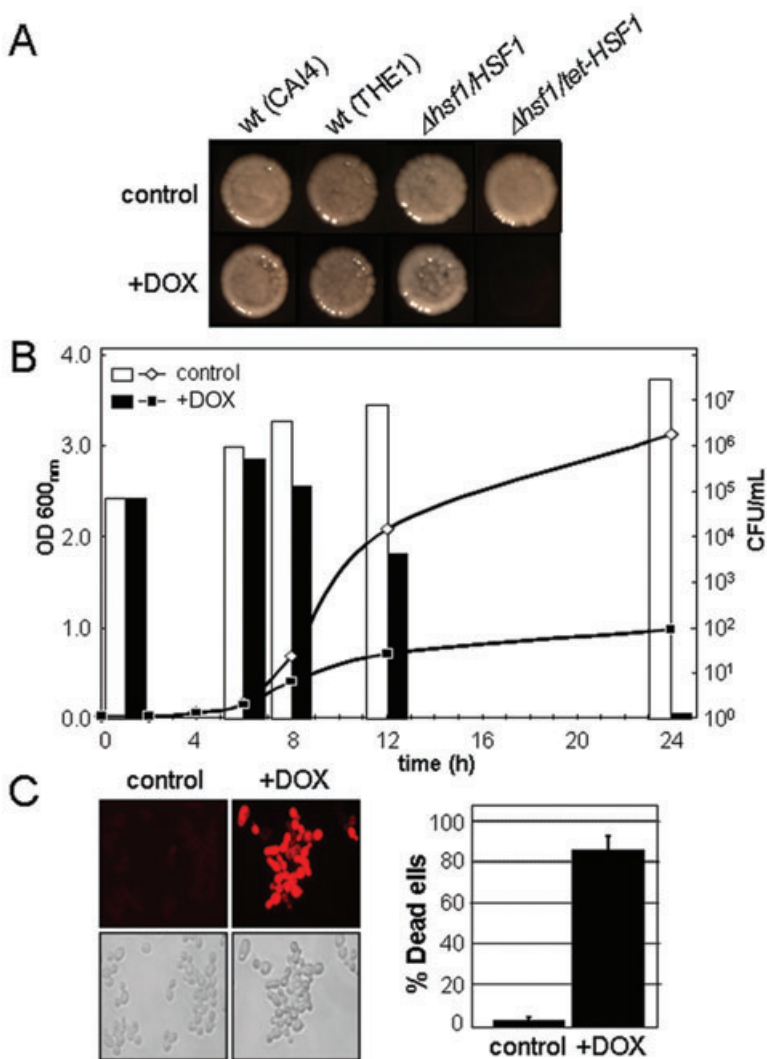 A
wt (CAI4)
wt (THE1)
Δhsf1/HSF1
Δhsf1/tet-HSF1
control
+DOX
B
4.0
3.0
2.0
1.0
0.0
OD 600nm
control
+DOX
10⁷
10⁶
10⁵
10⁴
10³
10²
10¹
10⁰
CFU/mL
0 4 8 12 16 20 24
time (h)
C
control +DOX
100
80
60
40
20
0
% Dead ells
control +DOX